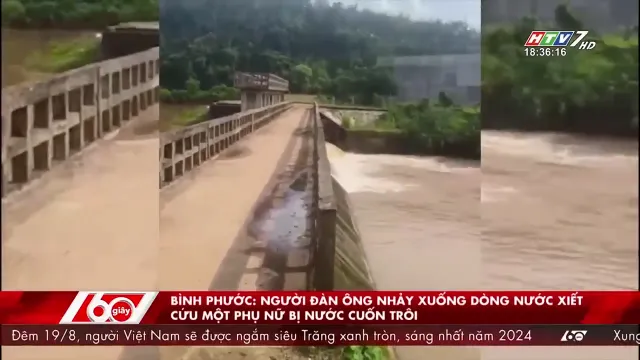 HTV7 HD
18:36:16
60 giây
BÌNH PHƯỚC: NGƯỜI ĐÀN ÔNG NHẢY XUỐNG DÒNG NƯỚC XIẾT
CỨU MỘT PHỤ NỮ BỊ NƯỚC CUỐN TRÔI
Đêm 19/8, người Việt Nam sẽ được ngắm siêu Trăng xanh tròn, sáng nhất năm 2024 60 Xun